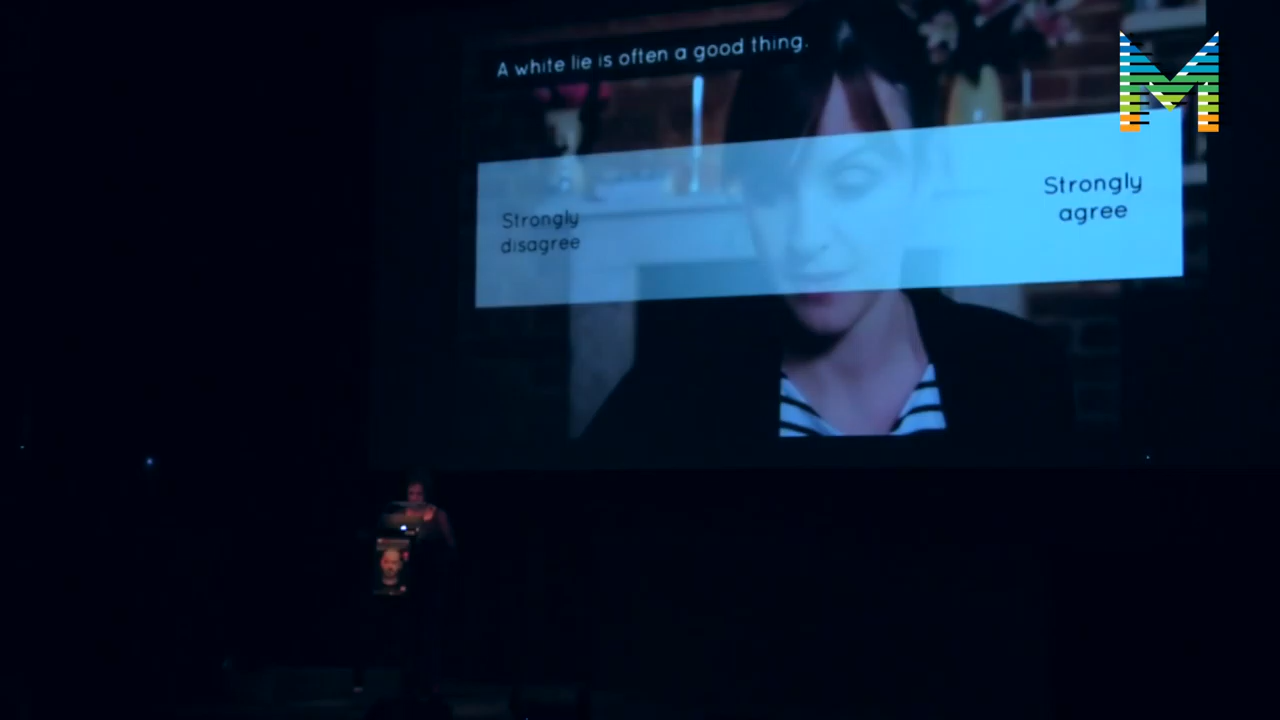 A white lie is often a good thing.
Strongly
disagree
Strongly
agree